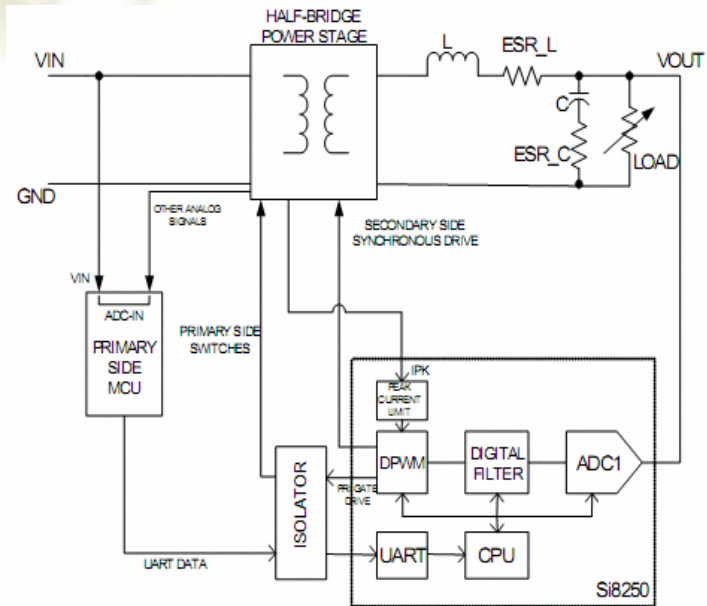 HALF-BRIDGE
POWER STAGE
VIN
GND
L
ESR_L
VOUT
C
ESR_C
LOAD
OTHER ANALOG
SIGNALS
SECONDARY SIDE
SYNCHRONOUS DRIVE
VIN
ADC-IN
PRIMARY
SIDE
MCU
PRIMARY SIDE
SWITCHES
IPK
PEAK
CURRENT
LIMIT
DPWM
DIGITAL
FILTER
ADC1
ISOLATOR
PRI GATE
DRIVE
UART DATA
UART
CPU
Si8250